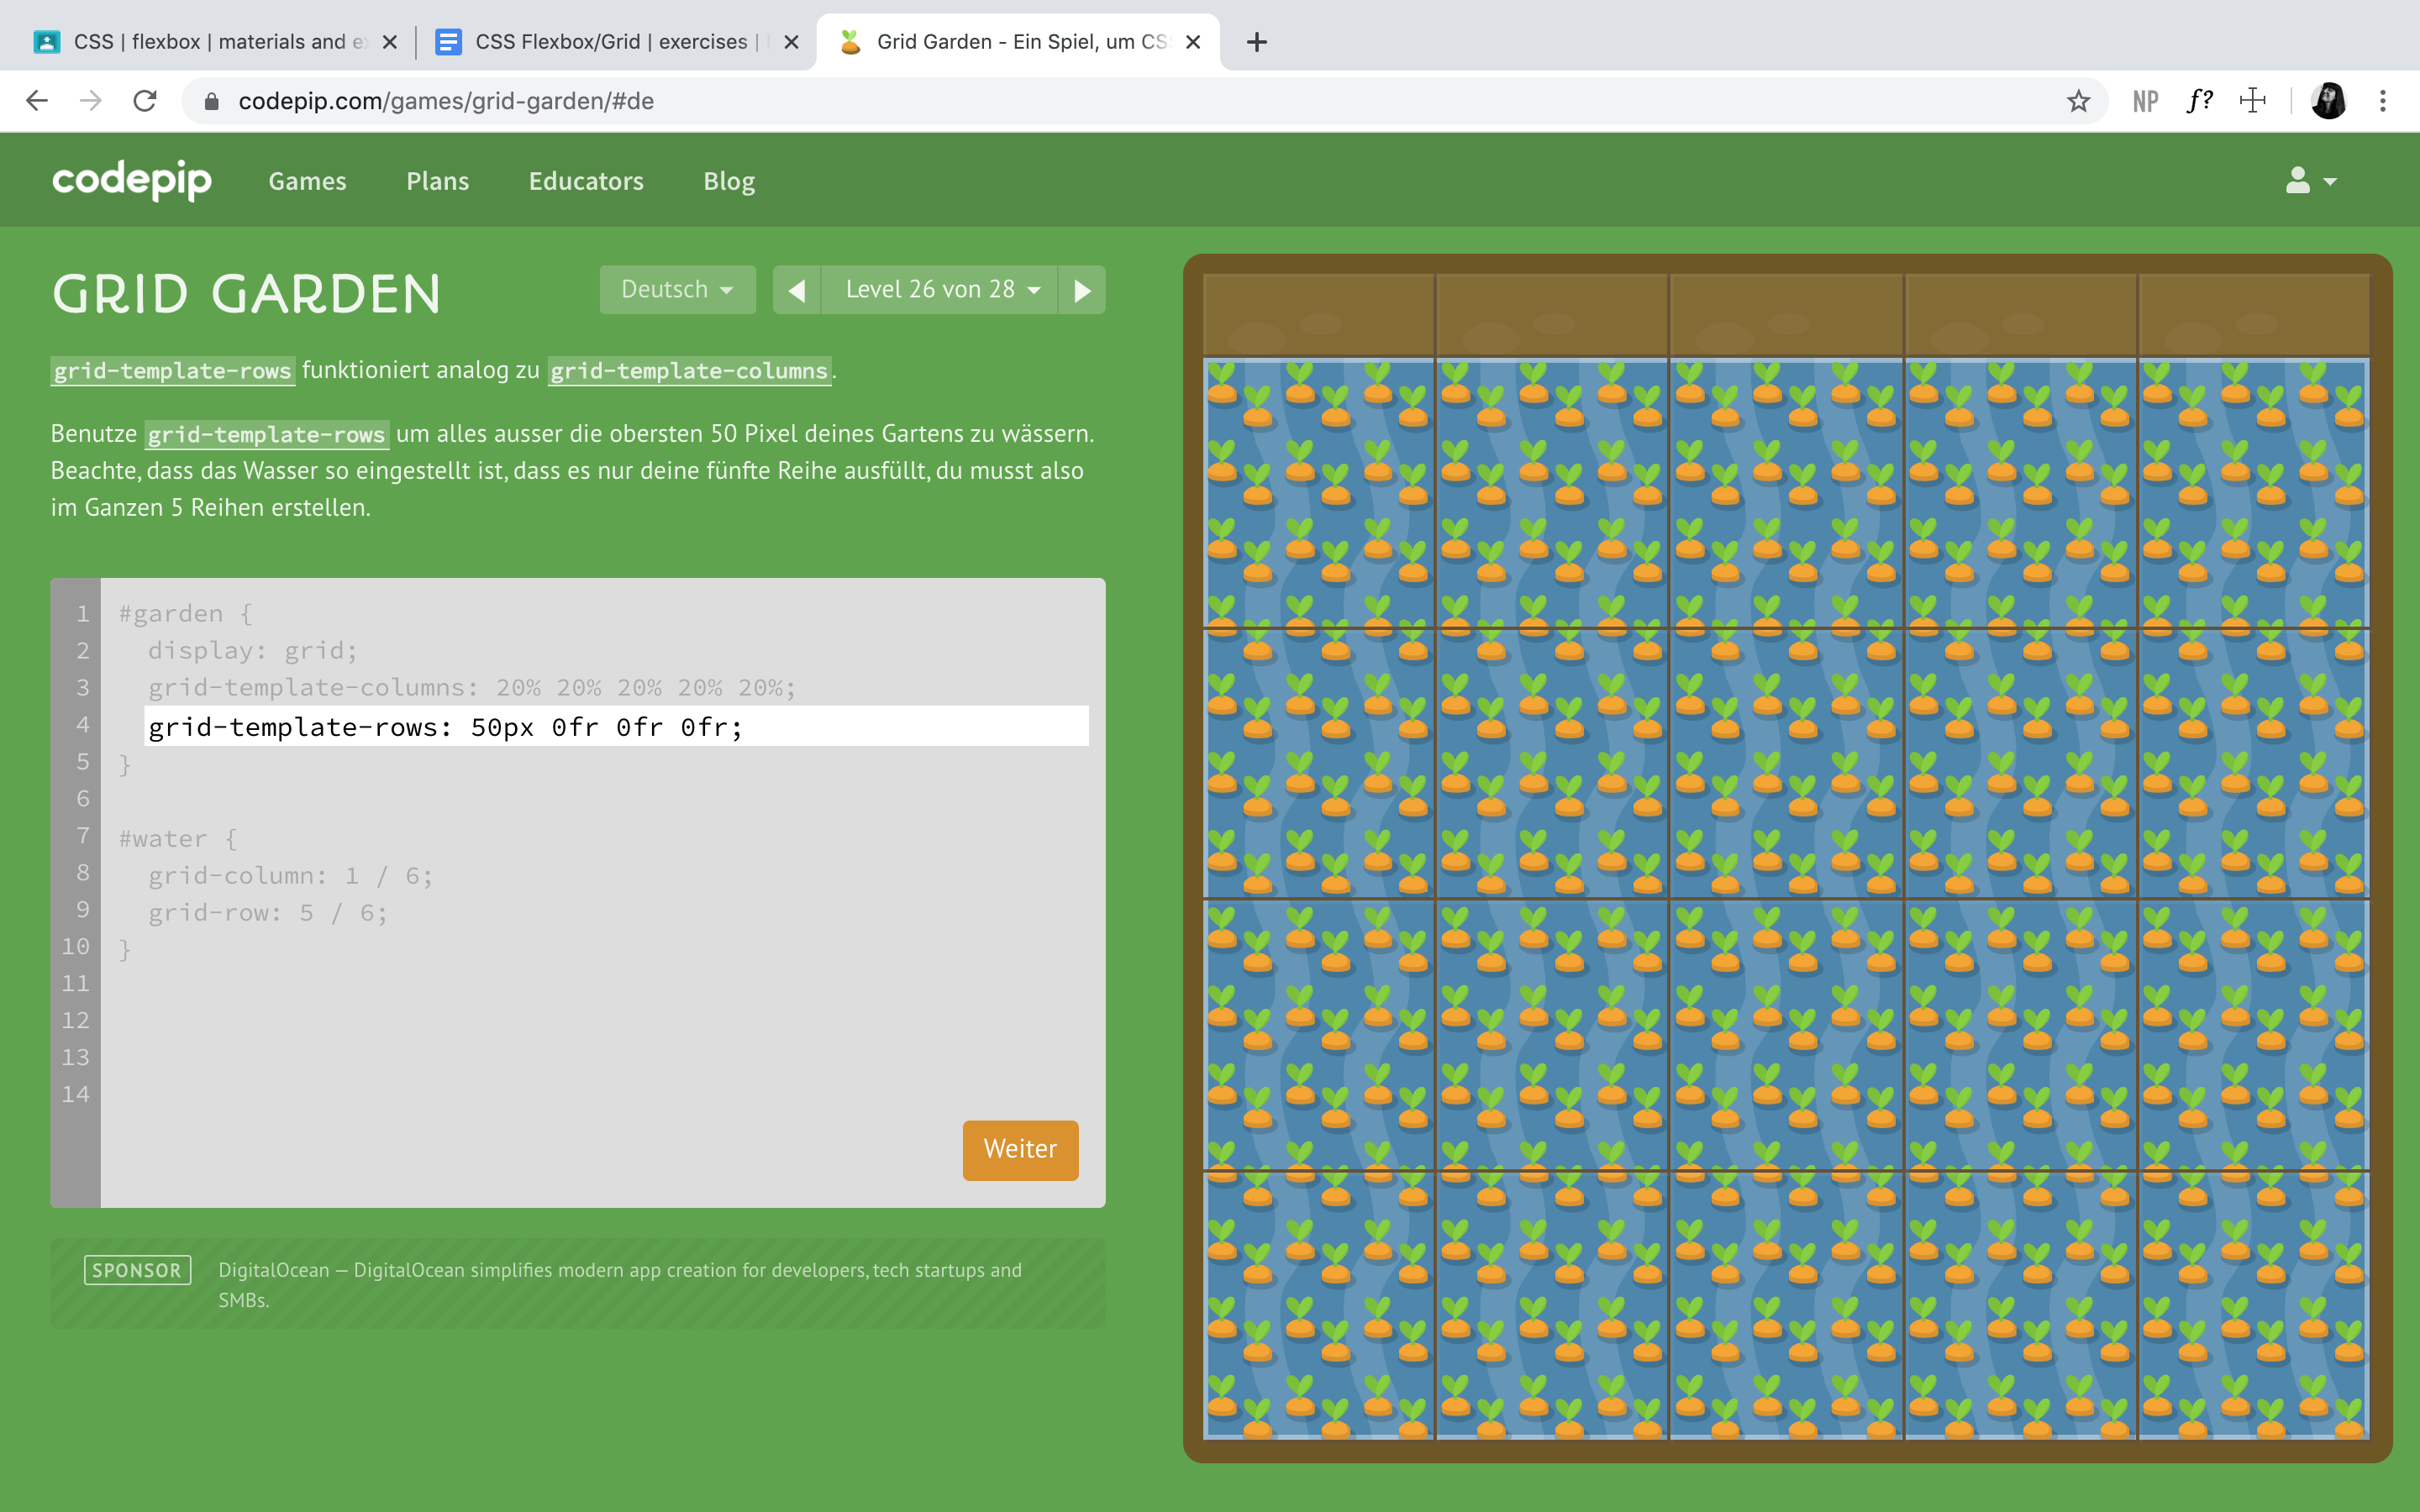 CSS | flexbox | materials and e
CSS Flexbox/Grid | exercises |
Grid Garden - Ein Spiel, um CS
codepip.com/games/grid-garden/#de
NP
f?
codepip
Games
Plans
Educators
Blog
GRID GARDEN
Deutsch
Level 26 von 28
grid-template-rows funktioniert analog zu grid-template-columns.
Benutze grid-template-rows um alles ausser die obersten 50 Pixel deines Gartens zu wässern.
Beachte, dass das Wasser so eingestellt ist, dass es nur deine fünfte Reihe ausfüllt, du musst also
im Ganzen 5 Reihen erstellen.
1 #garden {
2 display: grid;
3 grid-template-columns: 20% 20% 20% 20% 20%;
4 grid-template-rows: 50px 0fr 0fr 0fr;
5 }
6
7 #water {
8 grid-column: 1 / 6;
9 grid-row: 5 / 6;
10 }
11
12
13
14
Weiter
SPONSOR
DigitalOcean — DigitalOcean simplifies modern app creation for developers, tech startups and
SMBs.